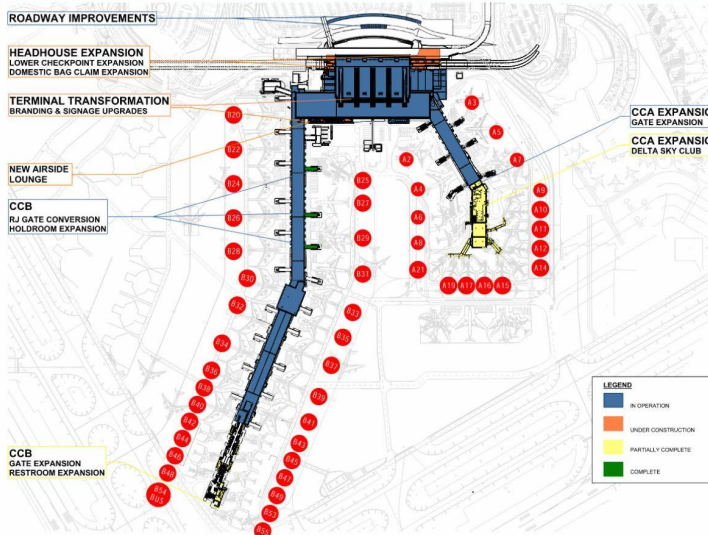 ROADWAY IMPROVEMENTS
HEADHOUSE EXPANSION
LOWER CHECKPOINT EXPANSION
DOMESTIC BAG CLAIM EXPANSION
TERMINAL TRANSFORMATION
BRANDING & SIGNAGE UPGRADES
NEW AIRSIDE
LOUNGE
CCB
RJ GATE CONVERSION
HOLDROOM EXPANSION
CCB
GATE EXPANSION
RESTROOM EXPANSION
CCA EXPANSIO
GATE EXPANSION
CCA EXPANSIO
DELTA SKY CLUB
B20
B22
B24
B26
B28
B30
B32
B34
B36
B38
B40
B42
B44
B46
B48
B54
BUS
B25
B27
B29
B31
B33
B35
B37
B39
B41
B43
B45
B47
B49
B53
B55
A2
A4
A6
A8
A21
A3
A5
A7
A9
A10
A11
A12
A14
A19
A17
A16
A15
LEGEND
IN OPERATION
UNDER CONSTRUCTION
PARTIALLY COMPLETE
COMPLETE